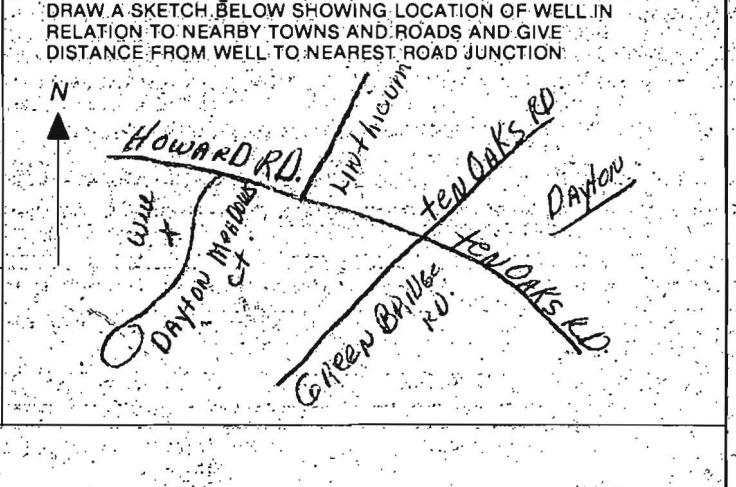 DRAW A SKETCH BELOW SHOWING LOCATION OF WELL IN
RELATION TO NEARBY TOWNS AND ROADS AND GIVE
DISTANCE FROM WELL TO NEAREST ROAD JUNCTION
N
HOWARD RD.
LINTHICUM
tEN OAKS RD
DAYTON
Well
DAYTON MEADOWS
Ct.
tEN OAKS RD.
GREEN BRIDGE
RD.